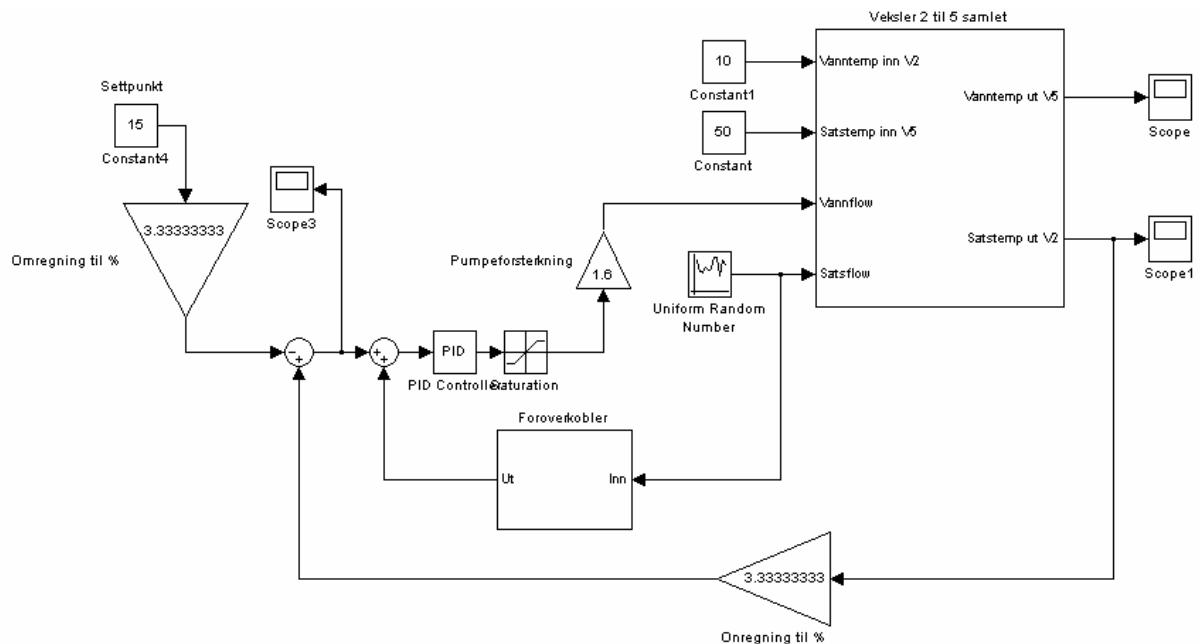 Veksler 2 til 5 samlet
10
Constant1
50
Constant
Vanntemp inn V2
Satstemp inn V5
Vannflow
Satsflow
Vanntemp ut V5
Satstemp ut V2
Scope
Scope1
Settpunkt
15
Constant4
3.33333333
Omregning til %
Scope3
Pumpeforsterkning
1.6
Uniform Random
Number
PID
PID Controller
Saturation
Foroverkobler
Ut
Inn
3.33333333
Onregning til %